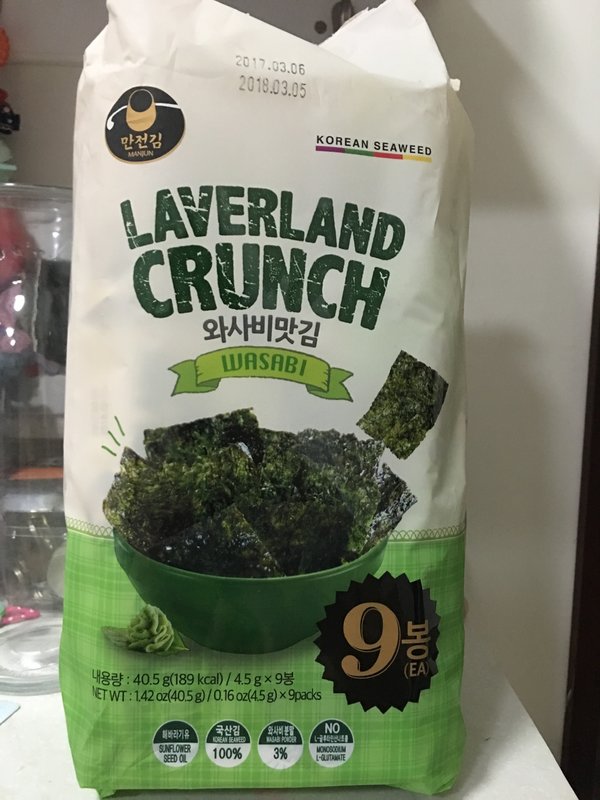 2017.03.06
2018.03.05
만전김
MANJUN
KOREAN SEAWEED
LAVERLAND
CRUNCH
와사비맛김
WASABI
9봉
(EA)
내용량 : 40.5 g(189 kcal) / 4.5 g × 9봉
NET WT : 1.42 oz(40.5 g) / 0.16 oz(4.5 g) × 9packs
해바라기유
SUNFLOWER
SEED OIL
국산김
KOREAN SEAWEED
100%
와사비분말
WASABI POWDER
3%
NO
L-글루타민산나트륨
MONOSODIUM
L-GLUTAMATE